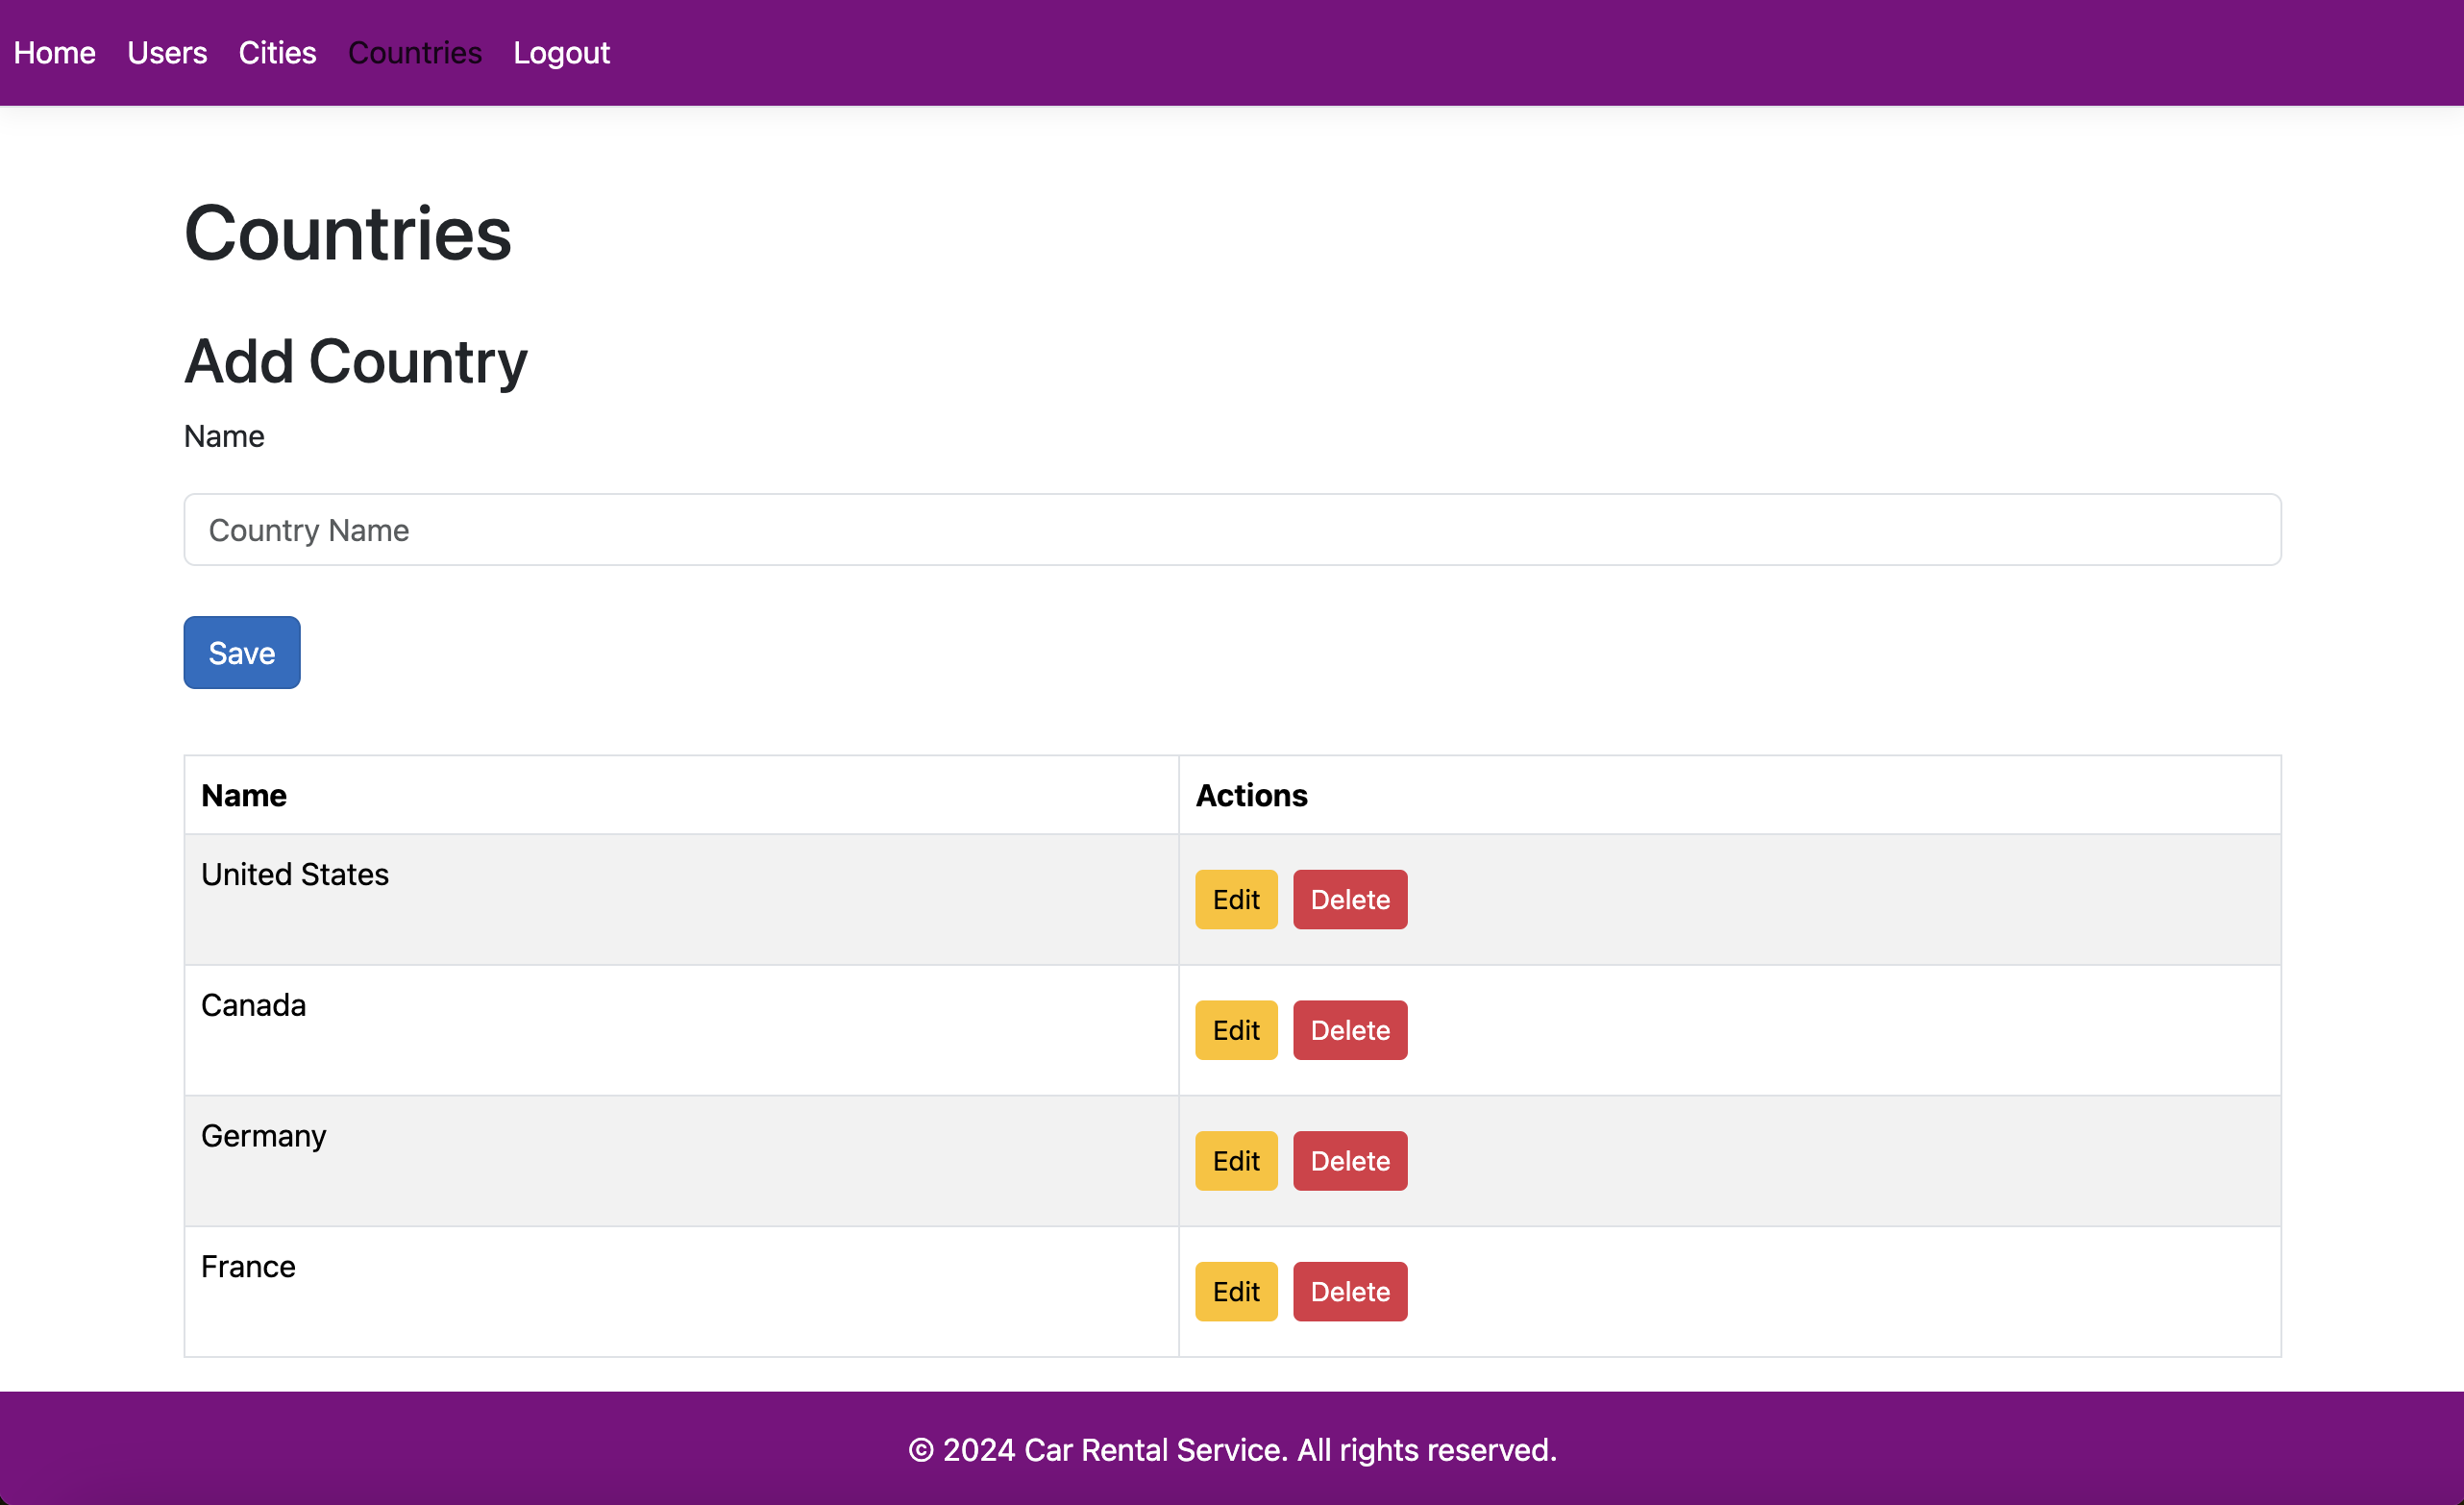 Home Users Cities Countries Logout
Countries
Add Country
Name
Country Name
Save
Name Actions
United States Edit Delete
Canada Edit Delete
Germany Edit Delete
France Edit Delete
© 2024 Car Rental Service. All rights reserved.